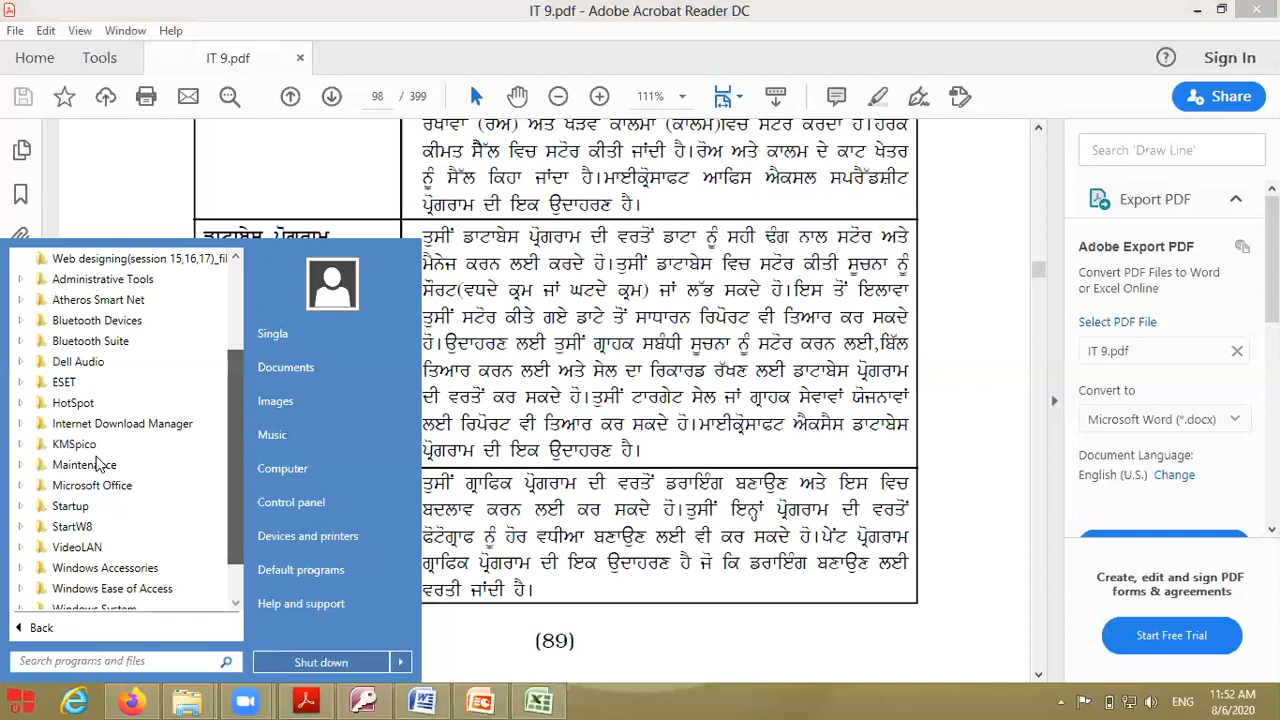 IT 9.pdf - Adobe Acrobat Reader DC
File Edit View Window Help
Home Tools IT 9.pdf × Sign In
98 / 399 111% Share
ਰਖਾਵਾਂ (ਰੋਅ) ਅਤੇ ਖੜਵੇਂ ਕਾਲਮਾਂ (ਕਾਲਮ)ਵਿਚ ਸਟੋਰ ਕਰਦਾ ਹੈ।ਹਰੇਕ
ਕੀਮਤ ਸੈੱਲ ਵਿਚ ਸਟੋਰ ਕੀਤੀ ਜਾਂਦੀ ਹੈ।ਰੋਅ ਅਤੇ ਕਾਲਮ ਦੇ ਕਾਟ ਖੇਤਰ
ਨੂੰ ਸੈੱਲ ਕਿਹਾ ਜਾਂਦਾ ਹੈ।ਮਾਈਕ੍ਰੋਸਾਫਟ ਆਫਿਸ ਐਕਸਲ ਸਪਰੈੱਡਸ਼ੀਟ
ਪ੍ਰੋਗਰਾਮ ਦੀ ਇਕ ਉਦਾਹਰਣ ਹੈ।
ਡਾਟਾਬੇਸ ਪ੍ਰੋਗਰਾਮ
ਤੁਸੀਂ ਡਾਟਾਬੇਸ ਪ੍ਰੋਗਰਾਮ ਦੀ ਵਰਤੋਂ ਡਾਟਾ ਨੂੰ ਸਹੀ ਢੰਗ ਨਾਲ ਸਟੋਰ ਅਤੇ
ਮੈਨੇਜ ਕਰਨ ਲਈ ਕਰਦੇ ਹੋ।ਤੁਸੀਂ ਡਾਟਾਬੇਸ ਵਿਚ ਸਟੋਰ ਕੀਤੀ ਸੂਚਨਾ ਨੂੰ
ਸੌਰਟ(ਵਧਦੇ ਕ੍ਰਮ ਜਾਂ ਘਟਦੇ ਕ੍ਰਮ) ਜਾਂ ਲੱਭ ਸਕਦੇ ਹੋ।ਇਸ ਤੋਂ ਇਲਾਵਾ
ਤੁਸੀਂ ਸਟੋਰ ਕੀਤੇ ਗਏ ਡਾਟੇ ਤੋਂ ਸਾਧਾਰਨ ਰਿਪੋਰਟ ਵੀ ਤਿਆਰ ਕਰ ਸਕਦੇ
ਹੋ।ਉਦਾਹਰਣ ਲਈ ਤੁਸੀਂ ਗ੍ਰਾਹਕ ਸਬੰਧੀ ਸੂਚਨਾ ਨੂੰ ਸਟੋਰ ਕਰਨ ਲਈ,ਬਿੱਲ
ਤਿਆਰ ਕਰਨ ਲਈ ਅਤੇ ਸੇਲ ਦਾ ਰਿਕਾਰਡ ਰੱਖਣ ਲਈ ਡਾਟਾਬੇਸ ਪ੍ਰੋਗਰਾਮ
ਦੀ ਵਰਤੋਂ ਕਰ ਸਕਦੇ ਹੋ।ਤੁਸੀਂ ਟਾਰਗੇਟ ਸੇਲ ਜਾਂ ਗ੍ਰਾਹਕ ਸੇਵਾਵਾਂ ਯੋਜਨਾਵਾਂ
ਲਈ ਰਿਪੋਰਟ ਵੀ ਤਿਆਰ ਕਰ ਸਕਦੇ ਹੋ।ਮਾਈਕ੍ਰੋਸਾਫਟ ਐਕਸੈਸ ਡਾਟਾਬੇਸ
ਪ੍ਰੋਗਰਾਮ ਦੀ ਇਕ ਉਦਾਹਰਣ ਹੈ।
ਤੁਸੀਂ ਗ੍ਰਾਫਿਕ ਪ੍ਰੋਗਰਾਮ ਦੀ ਵਰਤੋਂ ਡਰਾਇੰਗ ਬਣਾਉਣ ਅਤੇ ਇਸ ਵਿਚ
ਬਦਲਾਵ ਕਰਨ ਲਈ ਕਰ ਸਕਦੇ ਹੋ।ਤੁਸੀਂ ਇਨ੍ਹਾਂ ਪ੍ਰੋਗਰਾਮ ਦੀ ਵਰਤੋਂ
ਫੋਟੋਗ੍ਰਾਫ ਨੂੰ ਹੋਰ ਵਧੀਆ ਬਣਾਉਣ ਲਈ ਵੀ ਕਰ ਸਕਦੇ ਹੋ।ਪੇਂਟ ਪ੍ਰੋਗਰਾਮ
ਗ੍ਰਾਫਿਕ ਪ੍ਰੋਗਰਾਮ ਦੀ ਇਕ ਉਦਾਹਰਣ ਹੈ ਜੋ ਕਿ ਡਰਾਇੰਗ ਬਣਾਉਣ ਲਈ
ਵਰਤੀ ਜਾਂਦੀ ਹੈ।
(89)
Web designing(session 15,16,17)_fil
Administrative Tools
Atheros Smart Net
Bluetooth Devices
Bluetooth Suite
Dell Audio
ESET
HotSpot
Internet Download Manager
KMSpico
Maintenance
Microsoft Office
Startup
StartW8
VideoLAN
Windows Accessories
Windows Ease of Access
Windows System
Back
Search programs and files
Singla
Documents
Images
Music
Computer
Control panel
Devices and printers
Default programs
Help and support
Shut down
Search 'Draw Line'
Export PDF
Adobe Export PDF
Convert PDF Files to Word
or Excel Online
Select PDF File
IT 9.pdf
Convert to
Microsoft Word (*.docx)
Document Language:
English (U.S.) Change
Create, edit and sign PDF
forms & agreements
Start Free Trial
ENG
11:52 AM
8/6/2020